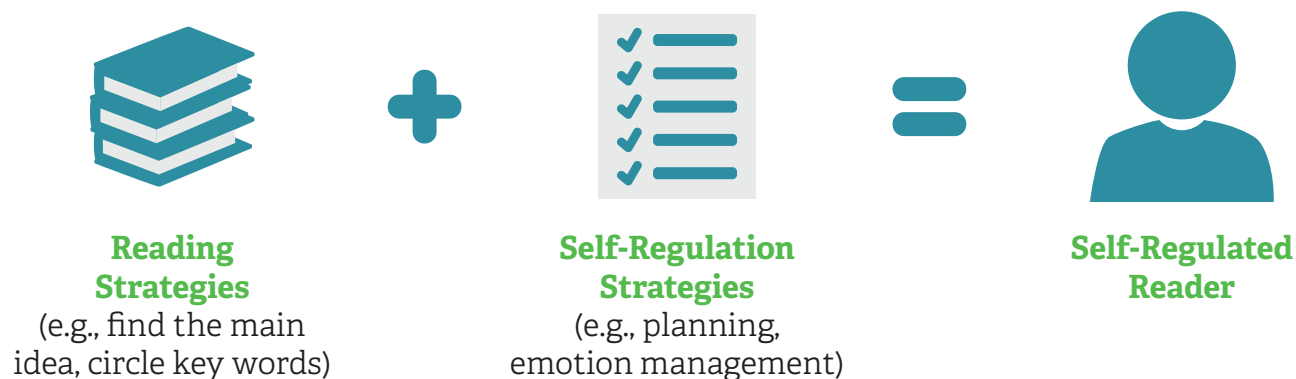 Reading
Strategies
(e.g., find the main
idea, circle key words)
Self-Regulation
Strategies
(e.g., planning,
emotion management)
Self-Regulated
Reader